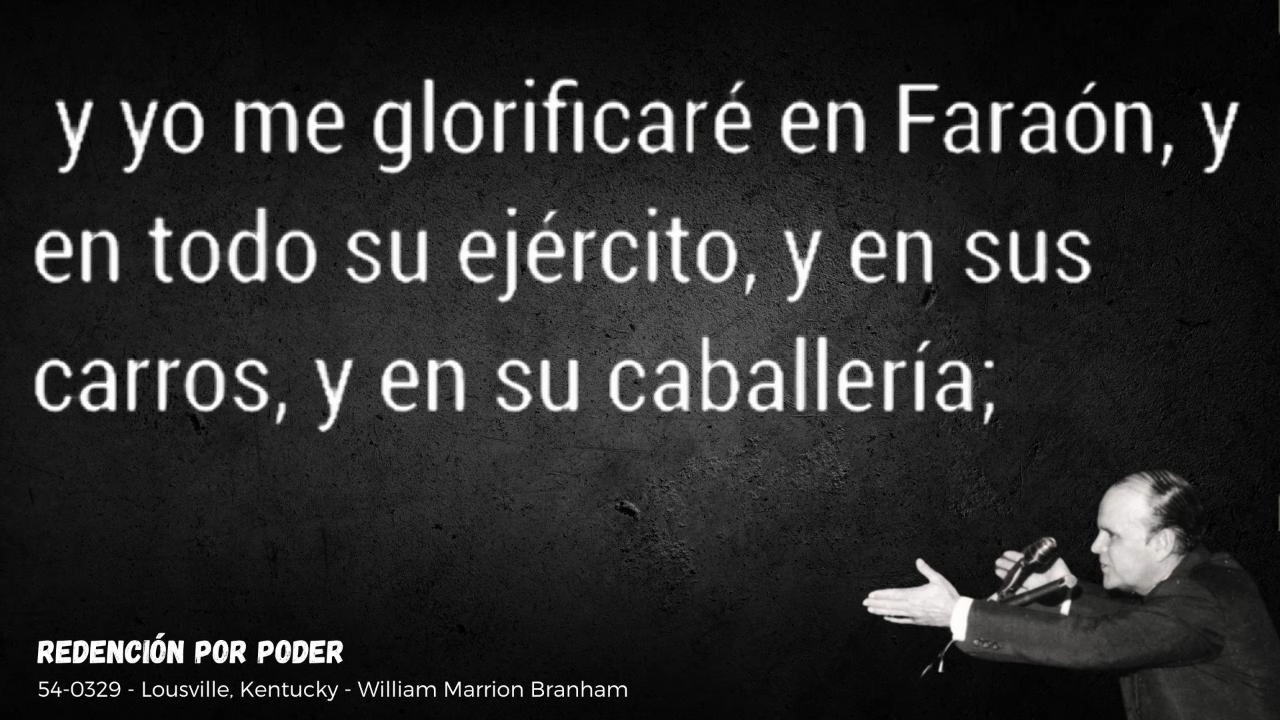 y yo me glorificaré en Faraón, y
en todo su ejército, y en sus
carros, y en su caballería;
REDENCIÓN POR PODER
54-0329 - Lousville, Kentucky - William Marrion Branham